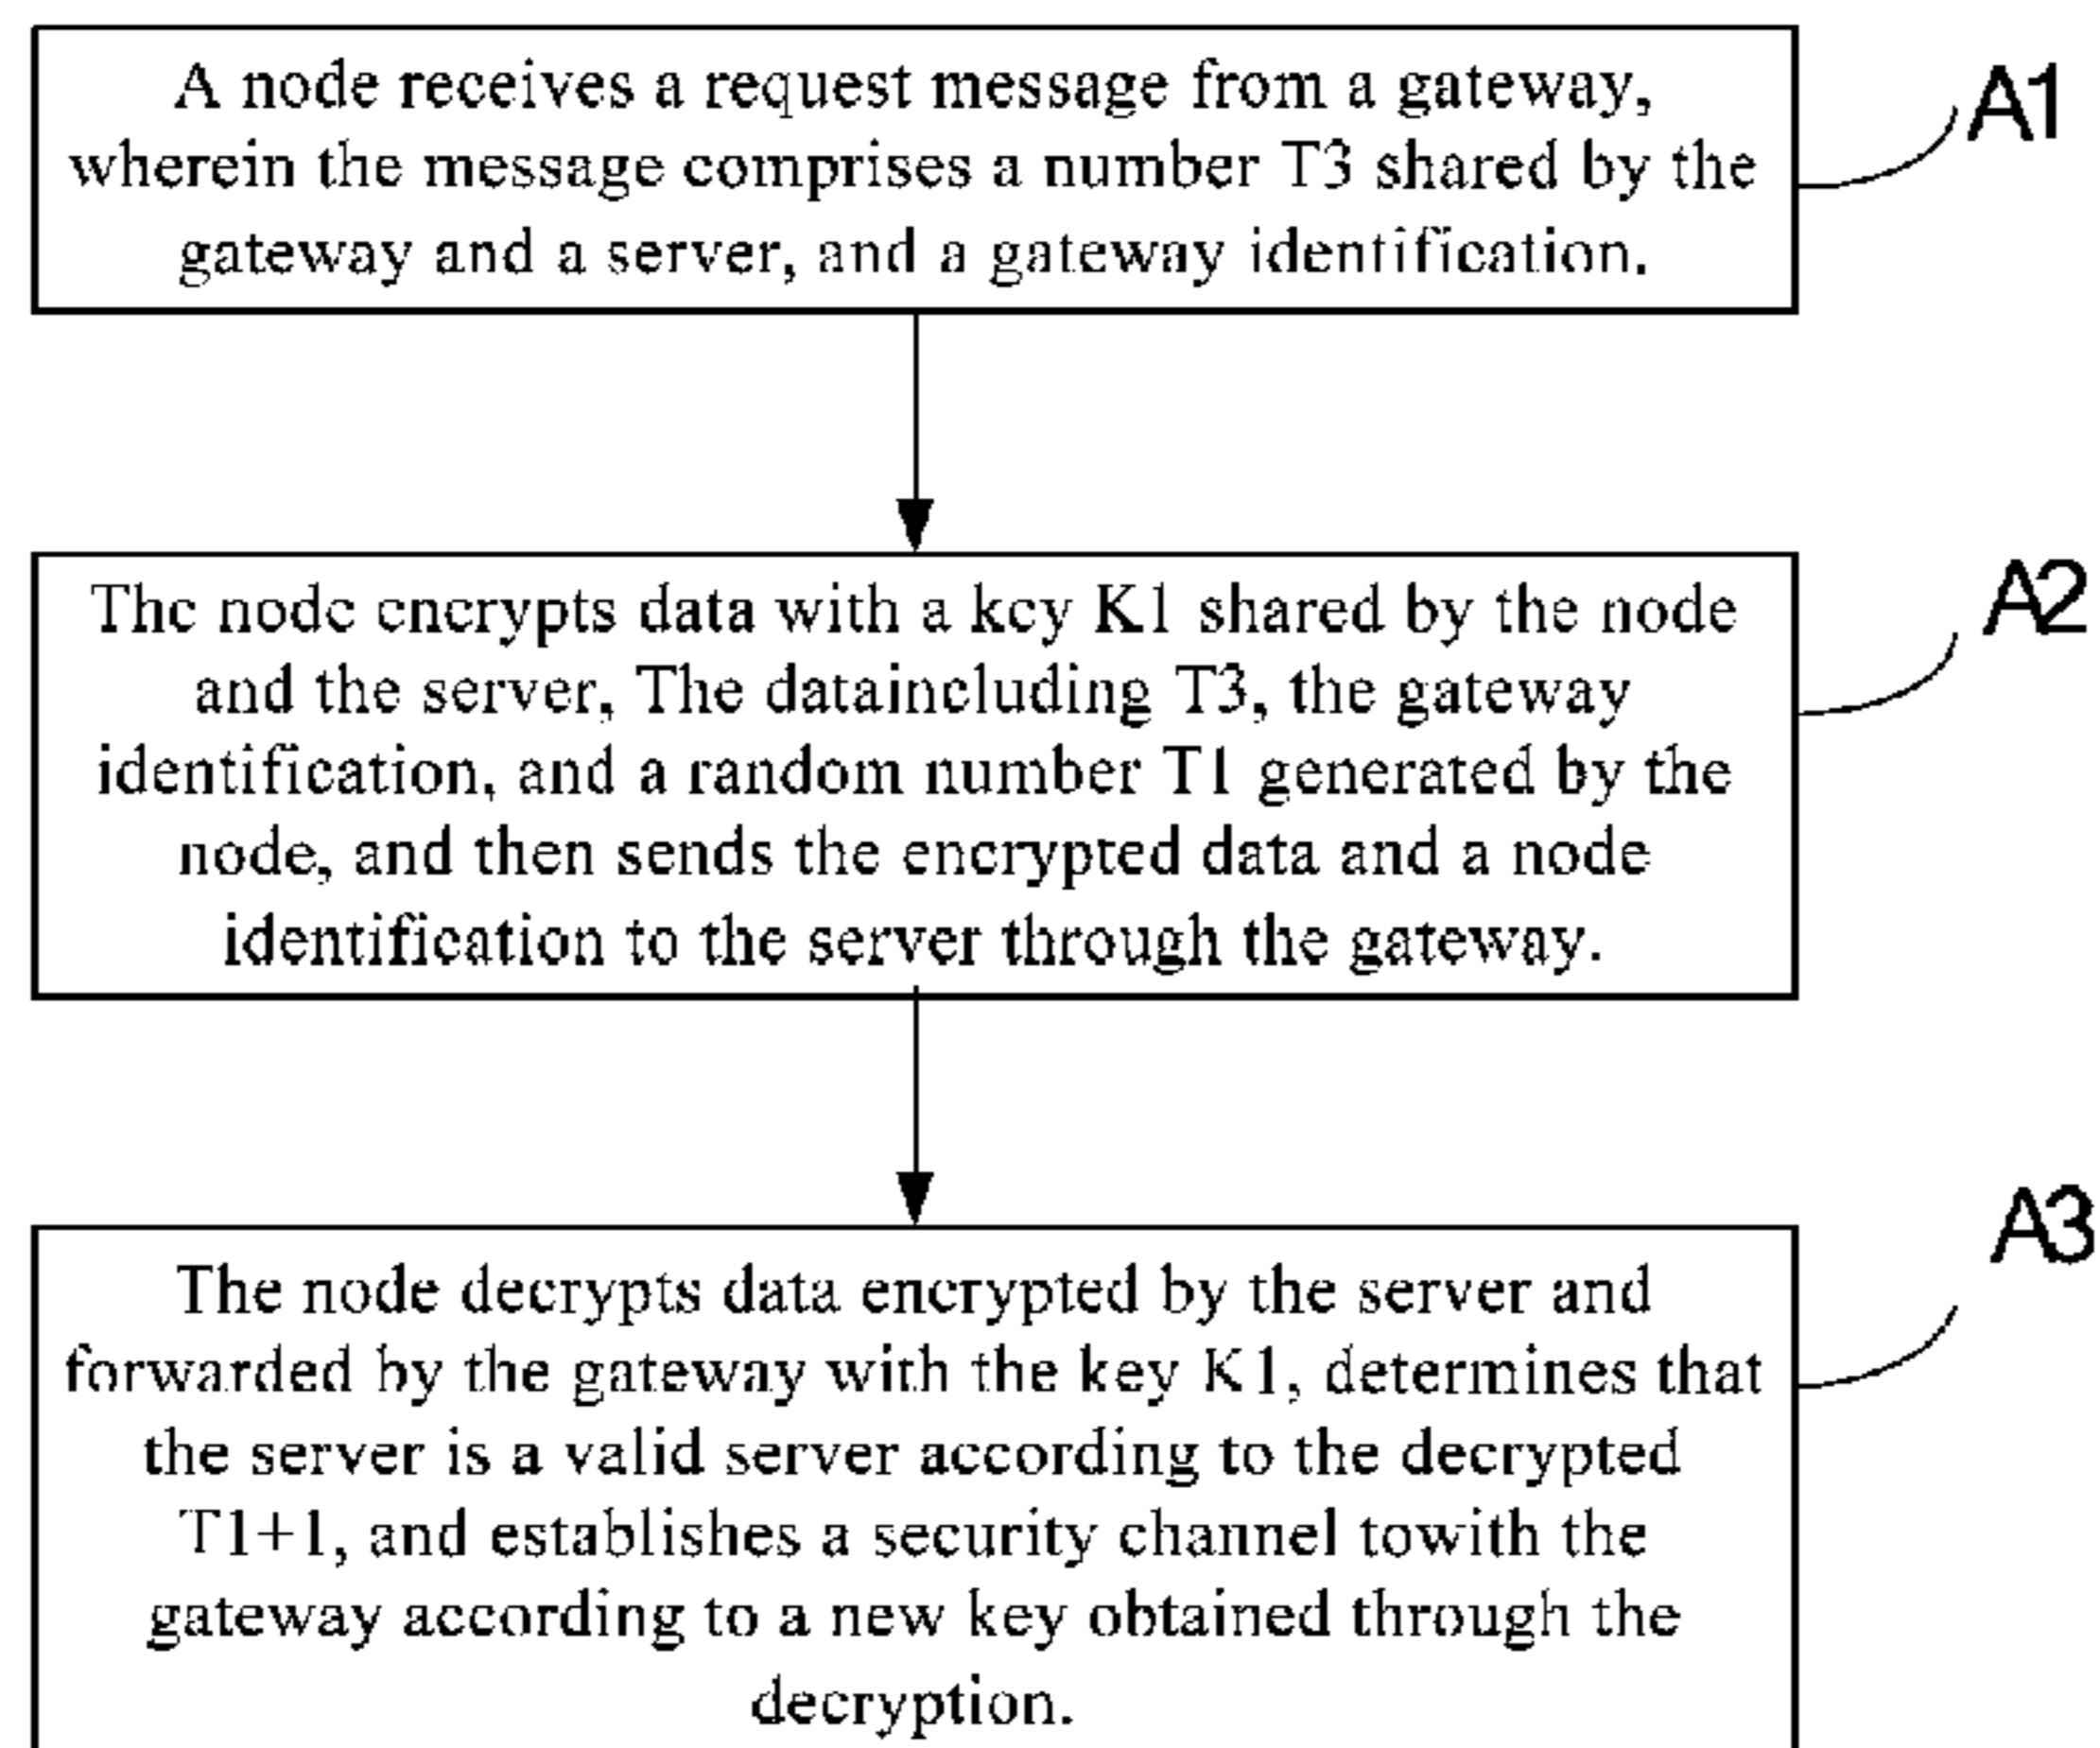 A node receives a request message from a gateway,
wherein the message comprises a number T3 shared by the
gateway and a server, and a gateway identification.
A1
The node encrypts data with a key K1 shared by the node
and the server, The dataincluding T3, the gateway
identification, and a random number T1 generated by the
node, and then sends the encrypted data and a node
identification to the server through the gateway.
A2
The node decrypts data encrypted by the server and
forwarded by the gateway with the key K1, determines that
the server is a valid server according to the decrypted
T1+1, and establishes a security channel towith the
gateway according to a new key obtained through the
decryption.
A3